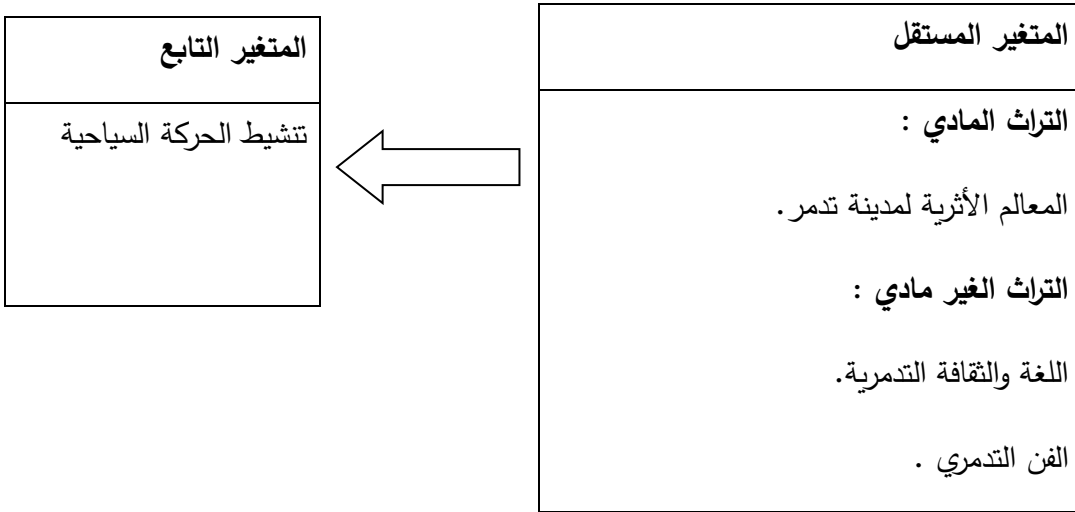 المتغير المستقل
التراث المادي :
المعالم الأثرية لمدينة تدمر.
التراث الغير مادي :
اللغة والثقافة التدمرية.
الفن التدمري .
المتغير التابع
تنشيط الحركة السياحية